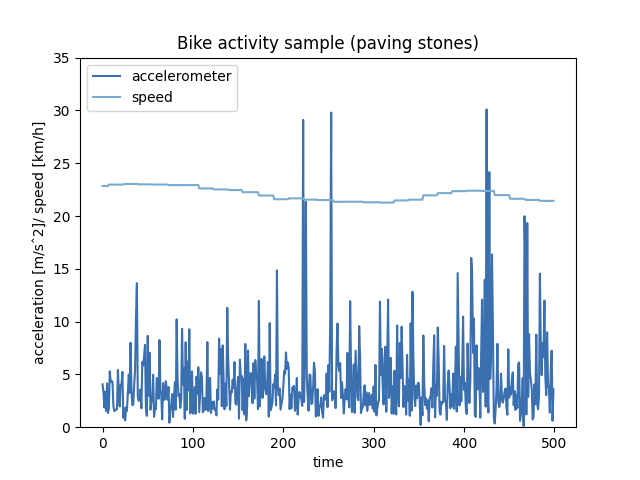 Bike activity sample (paving stones)
accelerometer
speed
acceleration [m/sˆ2]/ speed [km/h]
35
30
25
20
15
10
5
0
0 100 200 300 400 500
time